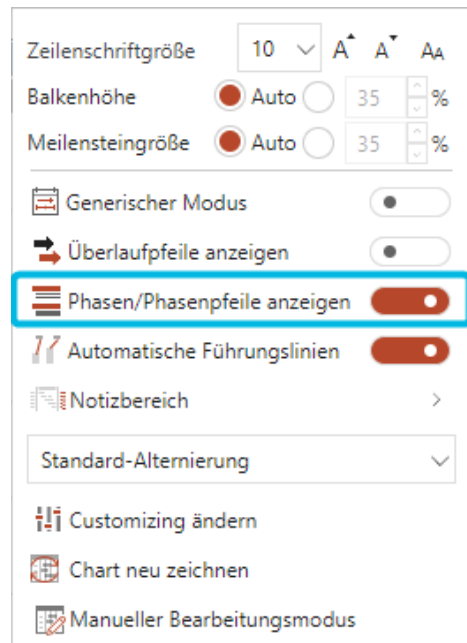 Zeilenschriftgröße 10 A A AA
Balkenhöhe Auto 35 %
Meilensteingröße Auto 35 %
Generischer Modus
Überlaufpfeile anzeigen
Phasen/Phasenpfeile anzeigen
Automatische Führungslinien
Notizbereich
Standard-Alternierung
Customizing ändern
Chart neu zeichnen
Manueller Bearbeitungsmodus